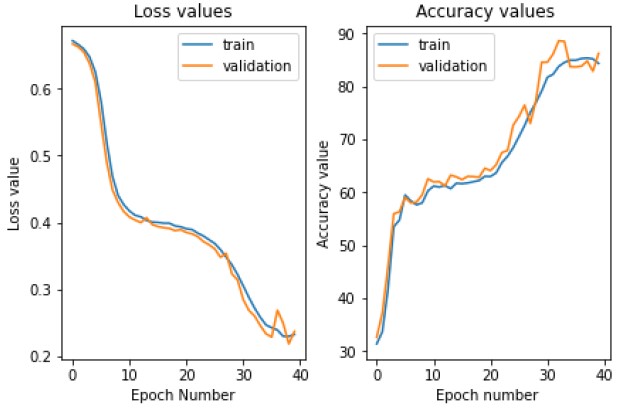 Loss values
train
validation
0.6
0.5
0.4
0.3
0.2
0
10
20
30
40
Loss value
Epoch Number
Accuracy values
train
validation
90
80
70
60
50
40
30
0
10
20
30
40
Accuracy value
Epoch number